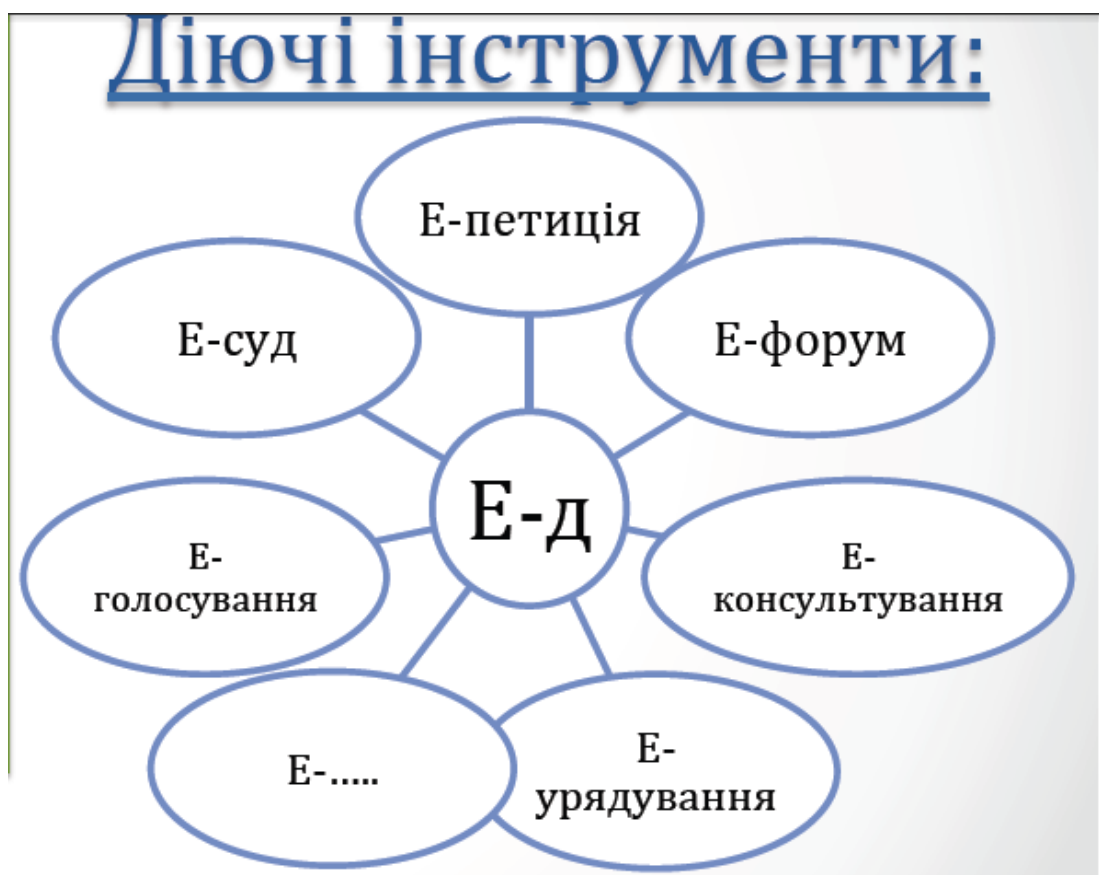 Діючі інструменти:
Е-петиція
Е-суд
Е-форум
Е-д
Е-
голосування
Е-
консультування
Е-.....
Е-
урядування